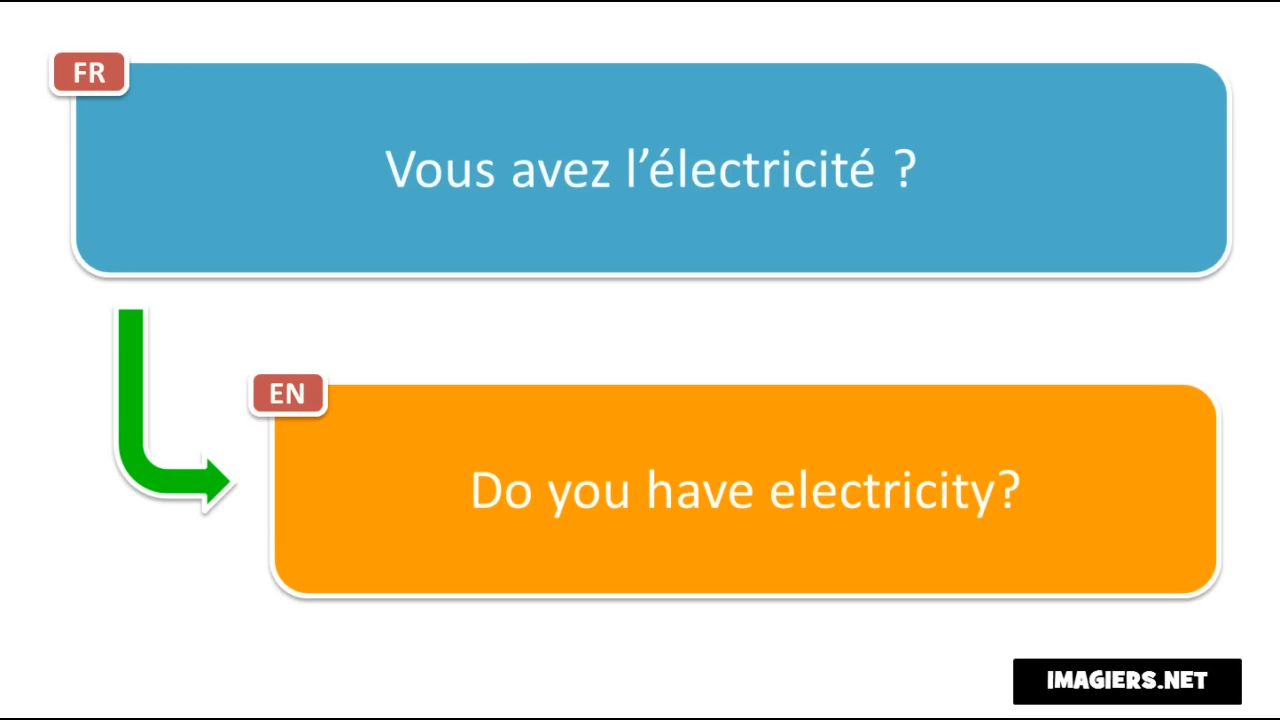 FR
Vous avez l’électricité ?
EN
Do you have electricity?
IMAGIERS.NET